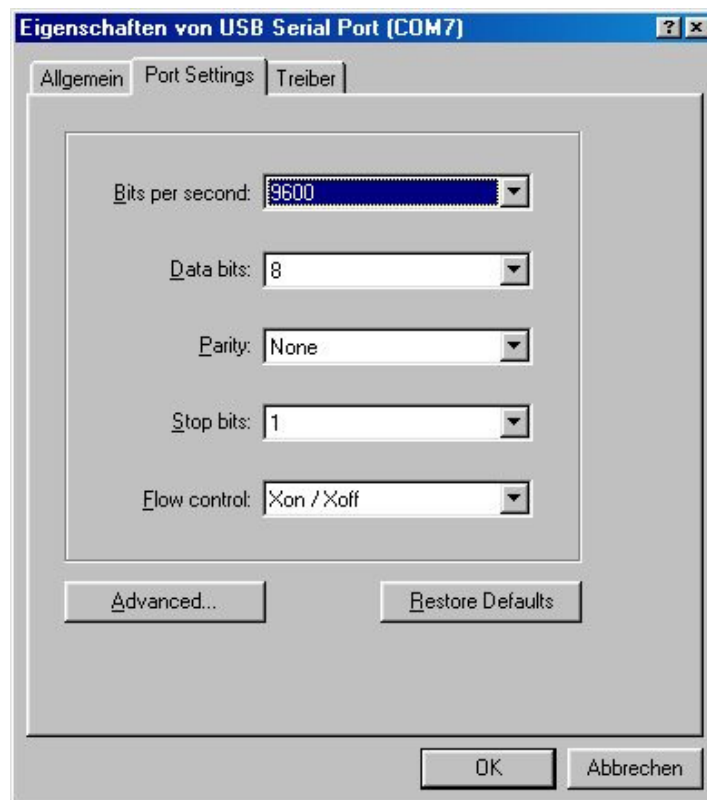 Eigenschaften von USB Serial Port (COM7)
Allgemein Port Settings Treiber
Bits per second: 9600
Data bits: 8
Parity: None
Stop bits: 1
Flow control: Xon / Xoff
Advanced... Restore Defaults
OK Abbrechen